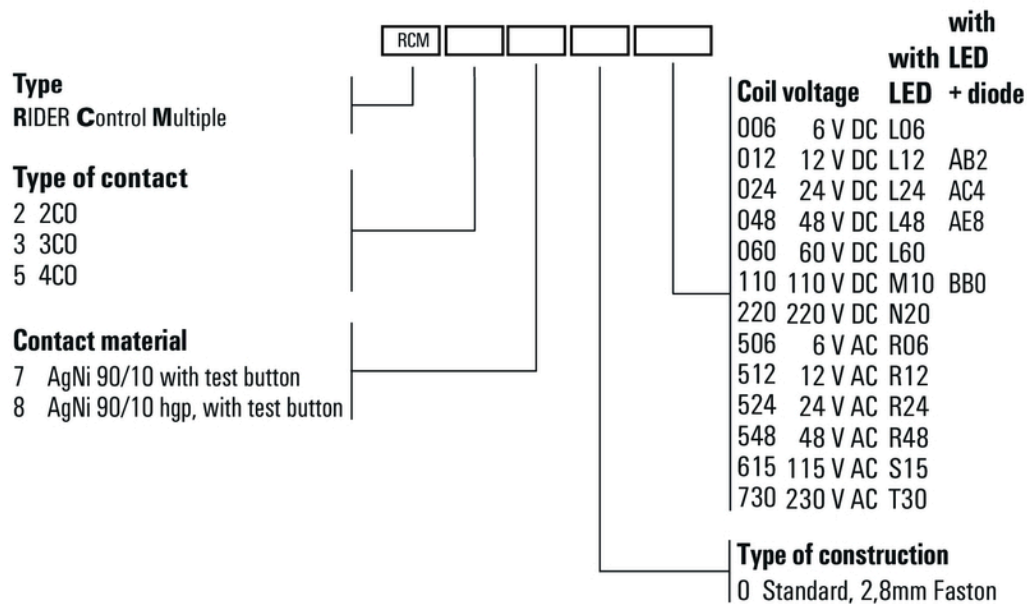 RCM
Type
RIDER Control Multiple
Type of contact
2 2CO
3 3CO
5 4CO
Contact material
7 AgNi 90/10 with test button
8 AgNi 90/10 hgp, with test button
with
with LED
Coil voltage LED + diode
006 6 V DC L06
012 12 V DC L12 AB2
024 24 V DC L24 AC4
048 48 V DC L48 AE8
060 60 V DC L60
110 110 V DC M10 BB0
220 220 V DC N20
506 6 V AC R06
512 12 V AC R12
524 24 V AC R24
548 48 V AC R48
615 115 V AC S15
730 230 V AC T30
Type of construction
0 Standard, 2,8mm Faston